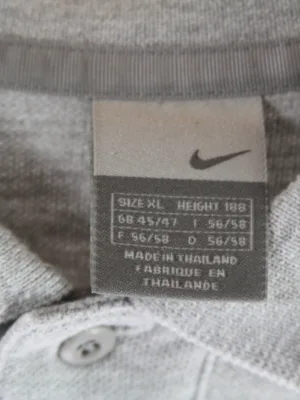 SIZE XL HEIGHT 188
GB 45/47 I 56/58
F 56/58 D 56/58
MADE IN THAILAND
FABRIQUE EN
THAILANDE